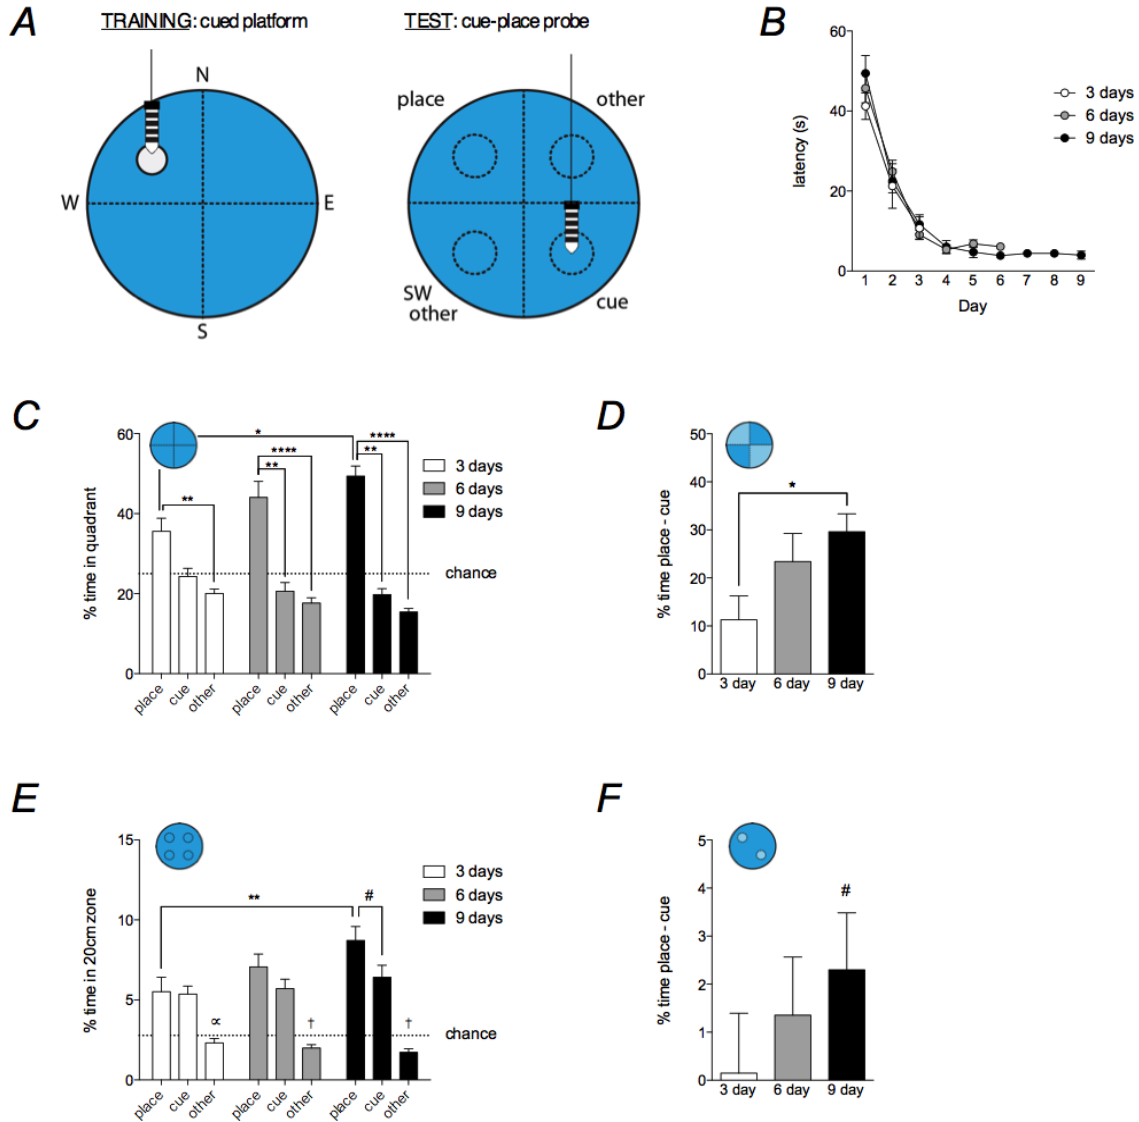 A
TRAINING: cued platform
TEST: cue-place probe
N
W
E
S
place
other
SW
other
cue
B
60
40
20
0
latency (s)
1 2 3 4 5 6 7 8 9
Day
3 days
6 days
9 days
C
60
40
20
0
% time in quadrant
*
**
****
**
****
**
3 days
6 days
9 days
chance
place cue other place cue other place cue other
D
50
40
30
20
10
0
% time place - cue
*
3 day 6 day 9 day
E
15
10
5
0
% time in 20cm zone
**
#
∝
†
†
3 days
6 days
9 days
chance
place cue other place cue other place cue other
F
5
4
3
2
1
0
% time place - cue
#
3 day 6 day 9 day